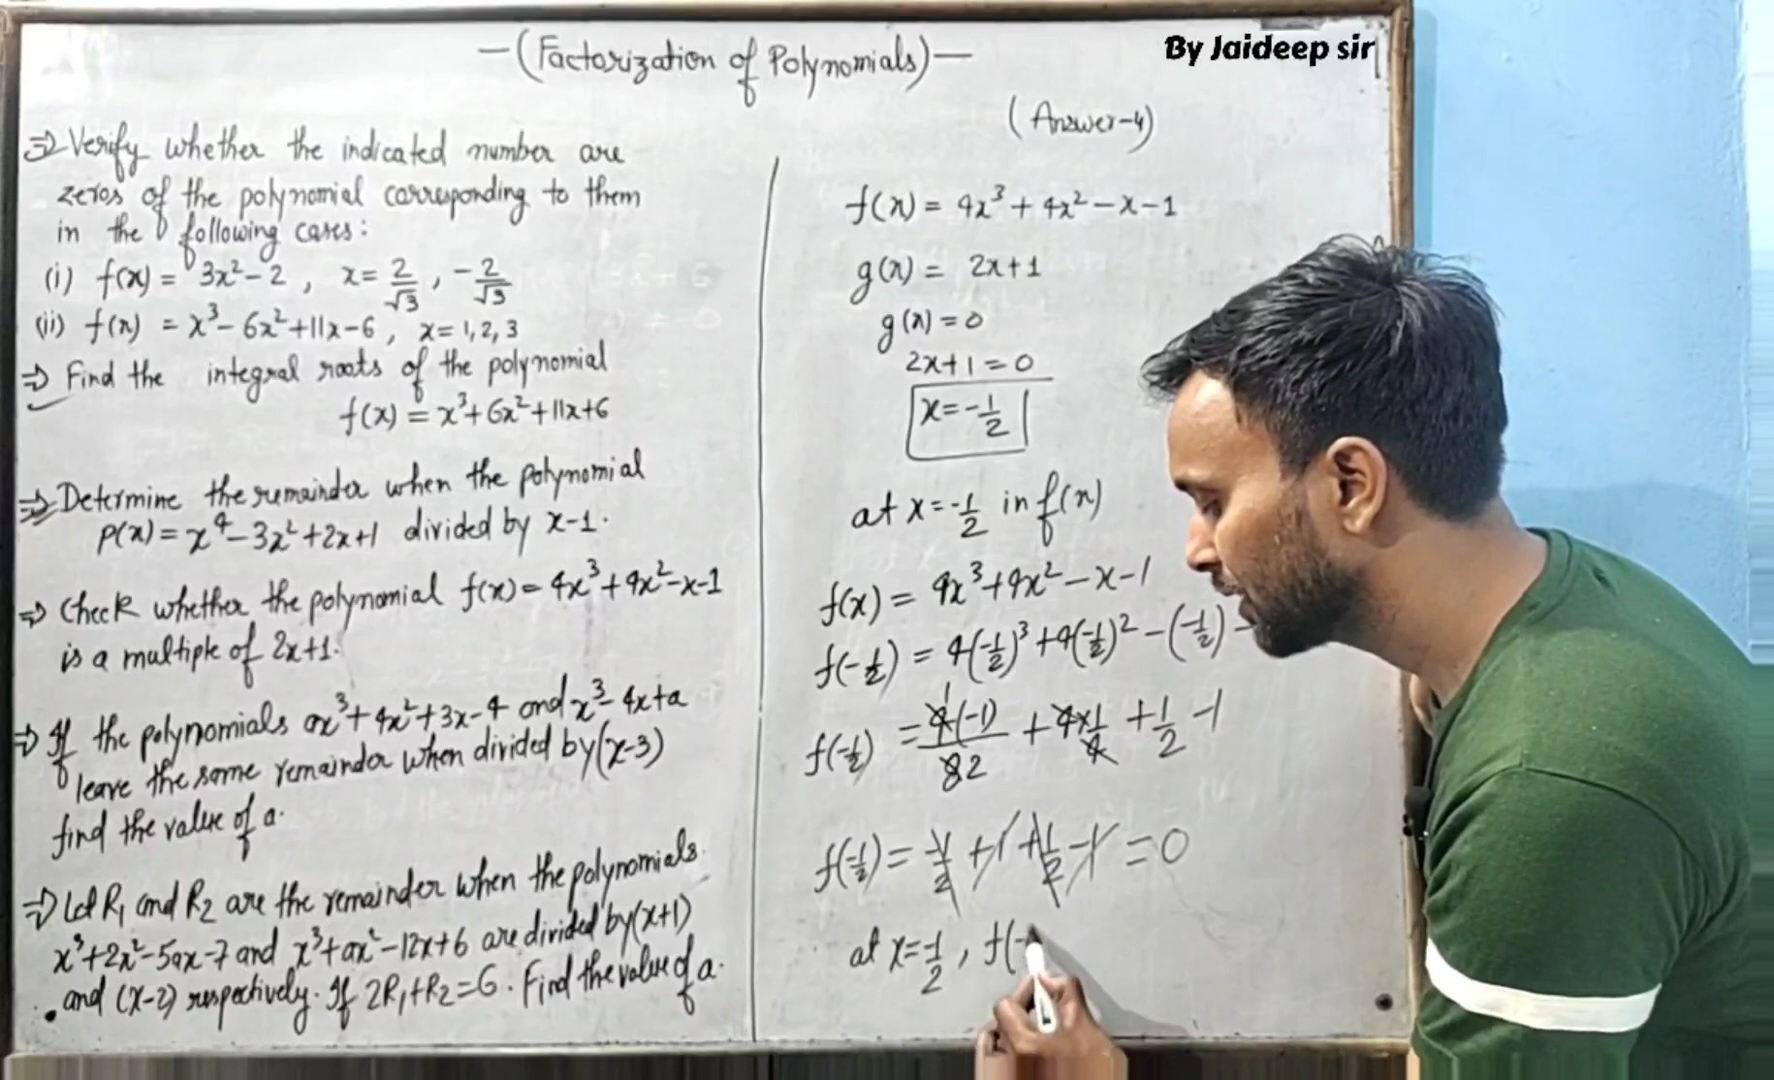 -(Factorization of Polynomials)-
By Jaideep sir
⇒ Verify whether the indicated number are
zeros of the polynomial corresponding to them
in the following cases:
(i) f(x) = 3x²-2, x= 2/√3, -2/√3
(ii) f(x) = x³-6x²+11x-6, x=1,2,3
⇒ Find the integral roots of the polynomial
f(x) = x³+6x²+11x+6
⇒ Determine the remainder when the polynomial
P(x)= x⁴-3x²+2x+1 divided by x-1.
⇒ Check whether the polynomial f(x)=4x³+4x²-x-1
is a multiple of 2x+1.
⇒ If the polynomials ax³+4x²+3x-4 and x³-4x+a
leave the same remainder when divided by (x-3)
find the value of a.
⇒ Let R₁ and R₂ are the remainder when the polynomials.
x³+2x²-5ax-7 and x³+ax²-12x+6 are divided by (x+1)
and (x-2) respectively. If 2R₁+R₂=6. Find the value of a.
(Answer-4)
f(x) = 4x³+4x²-x-1
g(x) = 2x+1
g(x)=0
2x+1=0
x=-1/2
at x=-1/2 in f(x)
f(x) = 4x³+4x²-x-1
f(-1/2) = 4(-1/2)³+4(-1/2)²-(-1/2)-
f(-1/2) = 4(-1)/8 2 + 4×1/4 + 1/2 -1
f(-1/2) = -1/2 +1 +1/2 -1 = 0
at x=-1/2, f(-